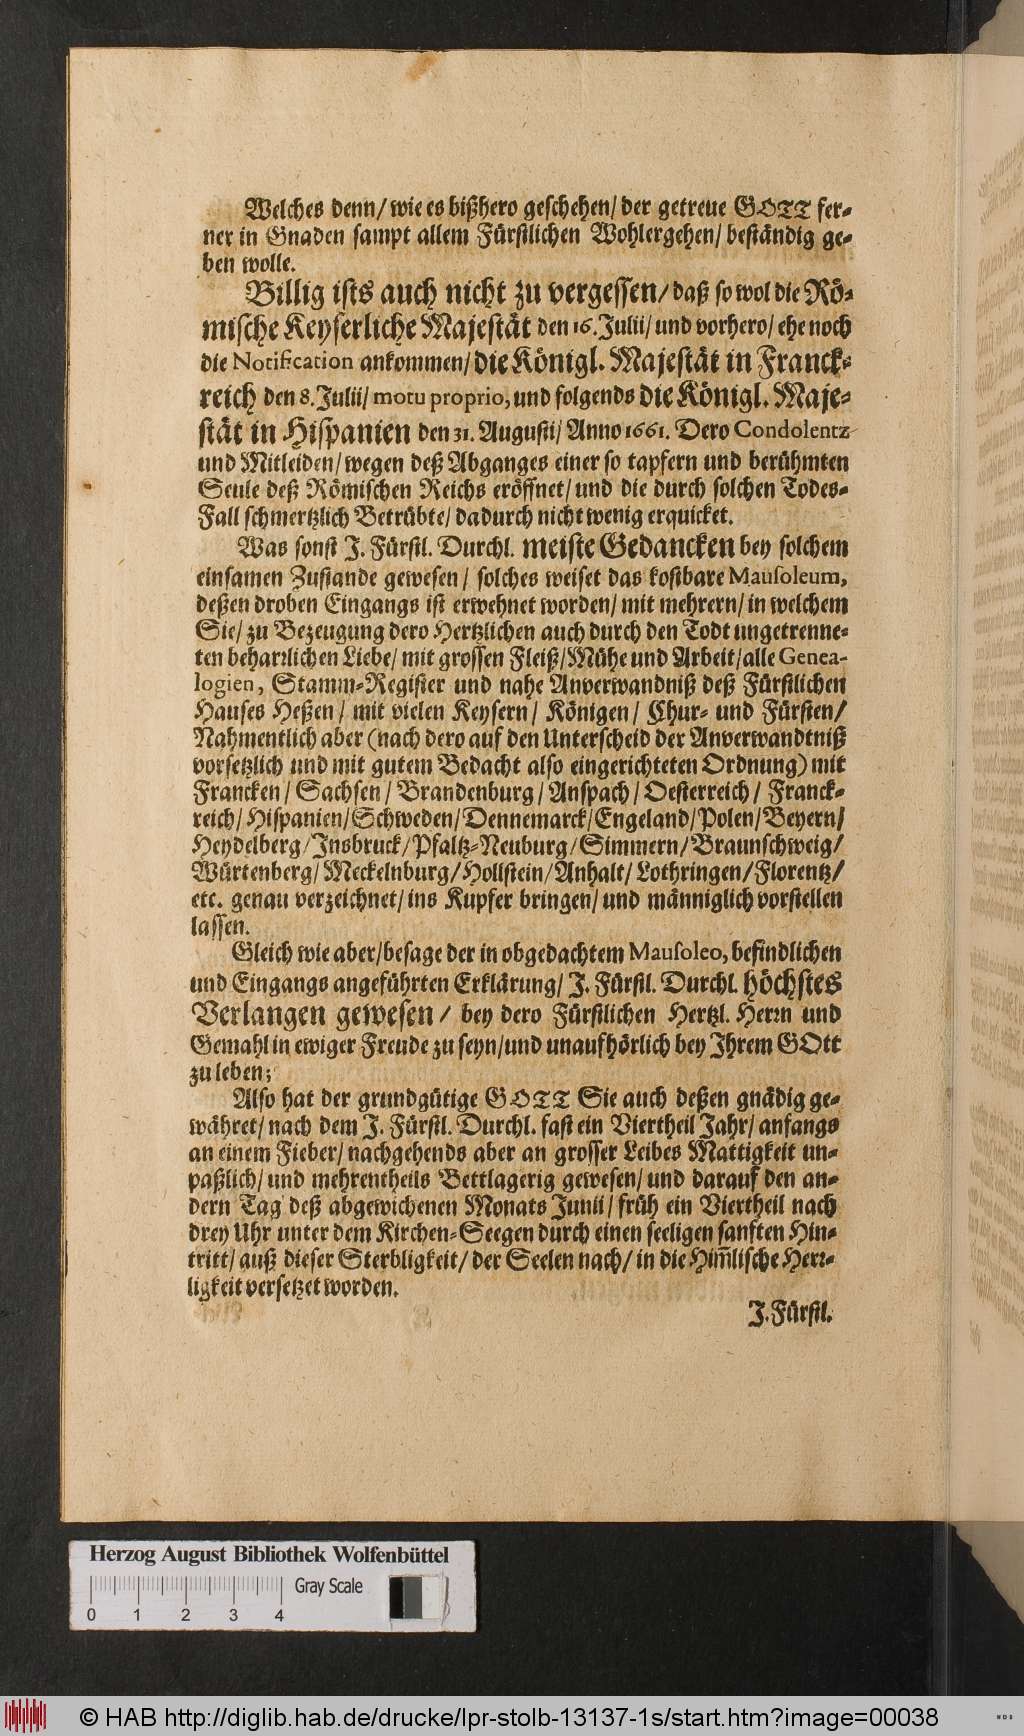 Welches denn/ wie es bißhero geschehen/ der getreue GOTT fer-
ner in Gnaden sampt allem Fürstlichen Wohlergehen/ beständig ge-
ben wolle.
Billig ists auch nicht zu vergessen/ daß so wol die Rö-
mische Keyserliche Majestät den 16. Julii/ und vorhero/ ehe noch
die Notification ankommen/ die Königl. Majestät in Franck-
reich den 8. Julii/ motu proprio, und folgends die Königl. Maje-
stät in Hispanien den 31. Augusti/ Anno 1661. Dero Condolentz
und Mitleiden/ wegen deß Abganges einer so tapfern und berühmten
Seule deß Römischen Reichs eröffnet/ und die durch solchen Todes-
Fall schmertzlich Betrübte/ dadurch nicht wenig erquicket.
Was sonst J. Fürstl. Durchl. meiste Gedancken bey solchem
einsamen Zustande gewesen/ solches weiset das kostbare Mausoleum,
deßen droben Eingangs ist erwehnet worden/ mit mehrern/ in welchem
Sie/ zu Bezeugung dero Hertzlichen auch durch den Todt ungetrenne-
ten beharrlichen Liebe/ mit grossen Fleiß/ Mühe und Arbeit/ alle Genea-
logien, Stamm-Register und nahe Anverwandniß deß Fürstlichen
Hauses Heßen/ mit vielen Keysern/ Königen/ Chur- und Fürsten/
Nahmentlich aber (nach dero auf den Unterscheid der Anverwandtniß
vorsetzlich und mit gutem Bedacht also eingerichteten Ordnung) mit
Francken/ Sachsen/ Brandenburg/ Anspach/ Oesterreich/ Franck-
reich/ Hispanien/ Schweden/ Dennemarck/ Engeland/ Polen/ Beyern/
Heydelberg/ Jnsbruck/ Pfaltz-Neuburg/ Simmern/ Braunschweig/
Würtenberg/ Meckelnburg/ Hollstein/ Anhalt/ Lothringen/ Florentz/
etc. genau verzeichnet/ ins Kupfer bringen/ und männiglich vorstellen
lassen.
Gleich wie aber/ besage der in obgedachtem Mausoleo, befindlichen
und Eingangs angeführten Erklärung/ J. Fürstl. Durchl. höchstes
Verlangen gewesen/ bey dero Fürstlichen Hertzl. Herrn und
Gemahl in ewiger Freude zu seyn/ und unaufhörlich bey Jhrem GOtt
zu leben;
Also hat der grundgütige GOTT Sie auch deßen gnädig ge-
währet/ nach dem J. Fürstl. Durchl. fast ein Viertheil Jahr/ anfangs
an einem Fieber/ nachgehends aber an grosser Leibes Mattigkeit un-
paßlich/ und mehrentheils Bettlagerig gewesen/ und darauf den an-
dern Tag deß abgewichenen Monats Junii/ früh ein Viertheil nach
drey Uhr unter dem Kirchen-Seegen durch einen seeligen sanften Hin-
tritt/ auß dieser Sterbligkeit/ der Seelen nach/ in die Him̃lische Herr-
ligkeit versetzet worden.
J. Fürstl.
Herzog August Bibliothek Wolfenbüttel
Gray Scale
0 1 2 3 4
© HAB http://diglib.hab.de/drucke/lpr-stolb-13137-1s/start.htm?image=00038